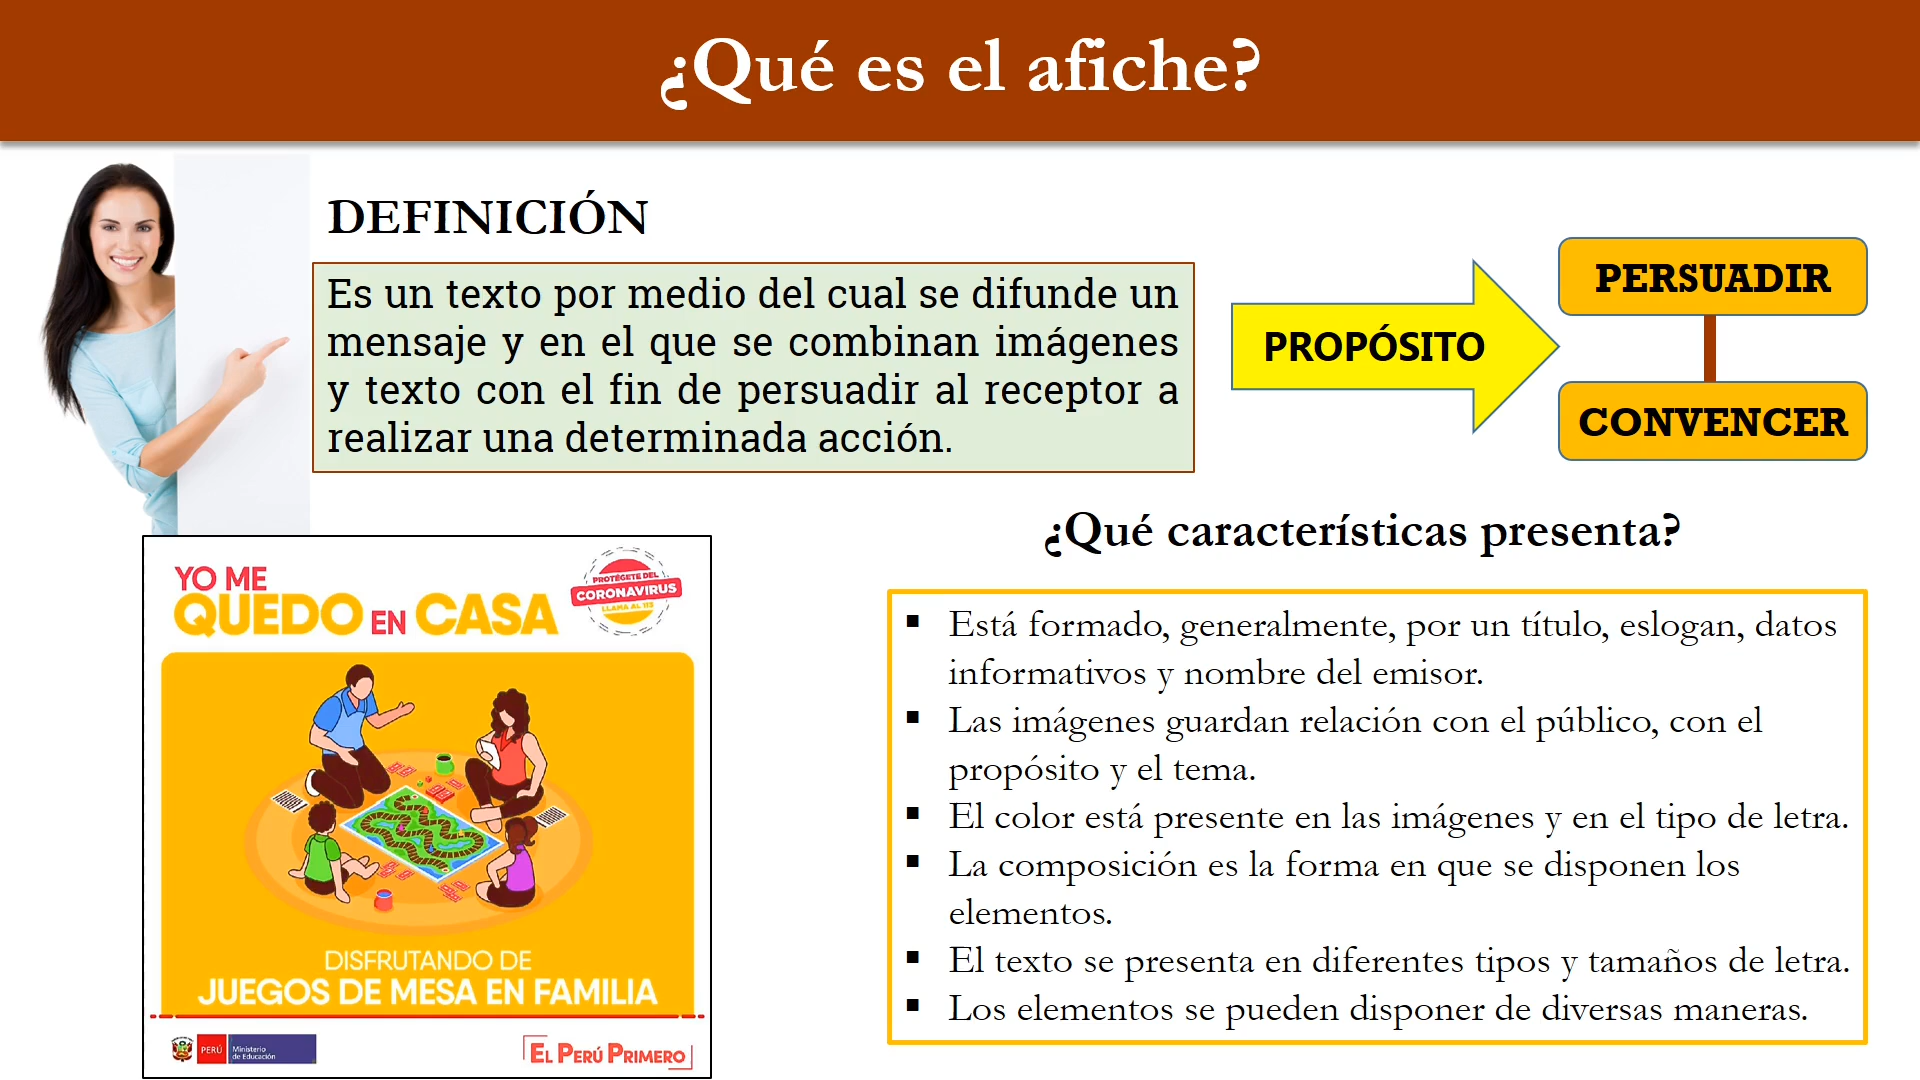 ¿Qué es el afiche?
DEFINICIÓN
Es un texto por medio del cual se difunde un
mensaje y en el que se combinan imágenes
y texto con el fin de persuadir al receptor a
realizar una determinada acción.
PROPÓSITO
PERSUADIR
CONVENCER
YO ME
QUEDO EN CASA
PROTÉGETE DEL
CORONAVIRUS
LLAMA AL 113
DISFRUTANDO DE
JUEGOS DE MESA EN FAMILIA
PERÚ
Ministerio
de Educación
EL PERÚ PRIMERO
¿Qué características presenta?
▪ Está formado, generalmente, por un título, eslogan, datos
informativos y nombre del emisor.
▪ Las imágenes guardan relación con el público, con el
propósito y el tema.
▪ El color está presente en las imágenes y en el tipo de letra.
▪ La composición es la forma en que se disponen los
elementos.
▪ El texto se presenta en diferentes tipos y tamaños de letra.
▪ Los elementos se pueden disponer de diversas maneras.